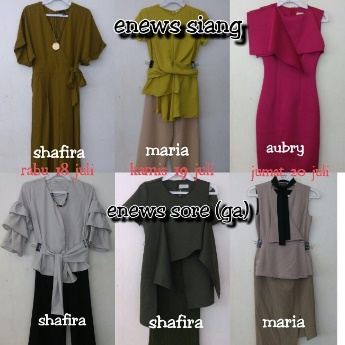 enews siang
shafira
maria
aubry
rabu 18 juli
kamis 19 juli
jumat 20 juli
enews sore (ga)
shafira
shafira
maria